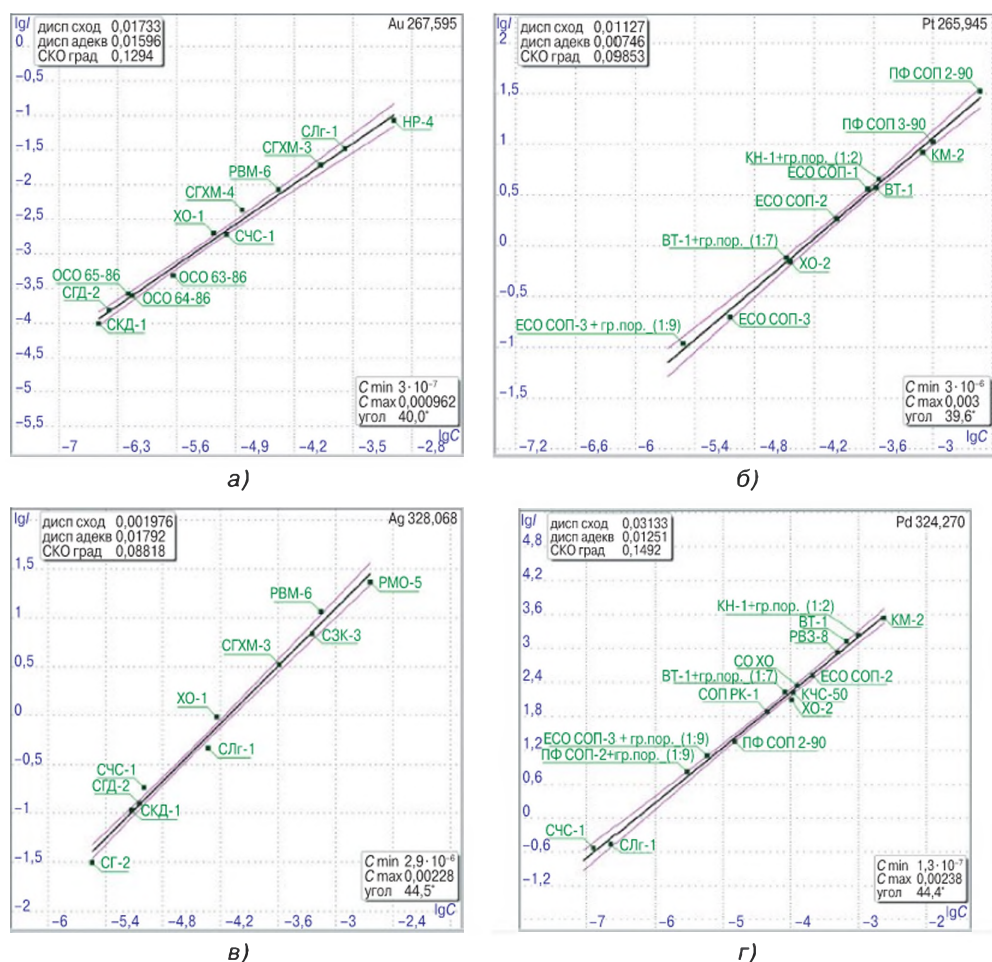 lgI
дисп сход 0,01733
дисп адекв 0,01596
СКО град 0,1294
Au 267,595
0
–0,5
–1
–1,5
–2
–2,5
–3
–3,5
–4
–4,5
–5
–5,5
НР-4
СЛг-1
СГХМ-3
РВМ-6
СГХМ-4
ХО-1
СЧС-1
ОСО 65-86
ОСО 63-86
СГД-2
ОСО 64-86
СКД-1
C min 3·10⁻⁷
C max 0,000962
угол 40,0°
–7 –6,3 –5,6 –4,9 –4,2 –3,5 –2,8
lgC
а)
lgI
дисп сход 0,01127
дисп адекв 0,00746
СКО град 0,09853
Pt 265,945
2
1,5
1
0,5
0
–0,5
–1
–1,5
ПФ СОП 2-90
ПФ СОП 3-90
КН-1+гр.пор._(1:2)
КМ-2
ЕСО СОП-1
ВТ-1
ЕСО СОП-2
ВТ-1+гр.пор._(1:7)
ХО-2
ЕСО СОП-3 + гр.пор._(1:9)
ЕСО СОП-3
C min 3·10⁻⁶
C max 0,003
угол 39,6°
–7,2 –6,6 –6 –5,4 –4,8 –4,2 –3,6 –3
lgC
б)
lgI
дисп сход 0,001976
дисп адекв 0,01792
СКО град 0,08818
Ag 328,068
1,5
1
0,5
0
–0,5
–1
–1,5
–2
РВМ-6
РМО-5
СЗК-3
СГХМ-3
ХО-1
СЛг-1
СЧС-1
СГД-2
СКД-1
СГ-2
C min 2,9·10⁻⁶
C max 0,00228
угол 44,5°
–6 –5,4 –4,8 –4,2 –3,6 –3 –2,4
lgC
в)
lgI
дисп сход 0,03133
дисп адекв 0,01251
СКО град 0,1492
Pd 324,270
4,8
4,2
3,6
3
2,4
1,8
1,2
0
–0,6
–1,2
КН-1+гр.пор._(1:2)
ВТ-1
КМ-2
РВЗ-8
СО ХО
ЕСО СОП-2
ВТ-1+гр.пор._(1:7)
КЧС-50
СОП РК-1
ХО-2
ЕСО СОП-3 + гр.пор._(1:9)
ПФ СОП 2-90
ПФ СОП-2+гр.пор._(1:9)
СЧС-1
СЛг-1
C min 1,3·10⁻⁷
C max 0,00238
угол 44,4°
–7 –6 –5 –4 –3 –2
lgC
г)